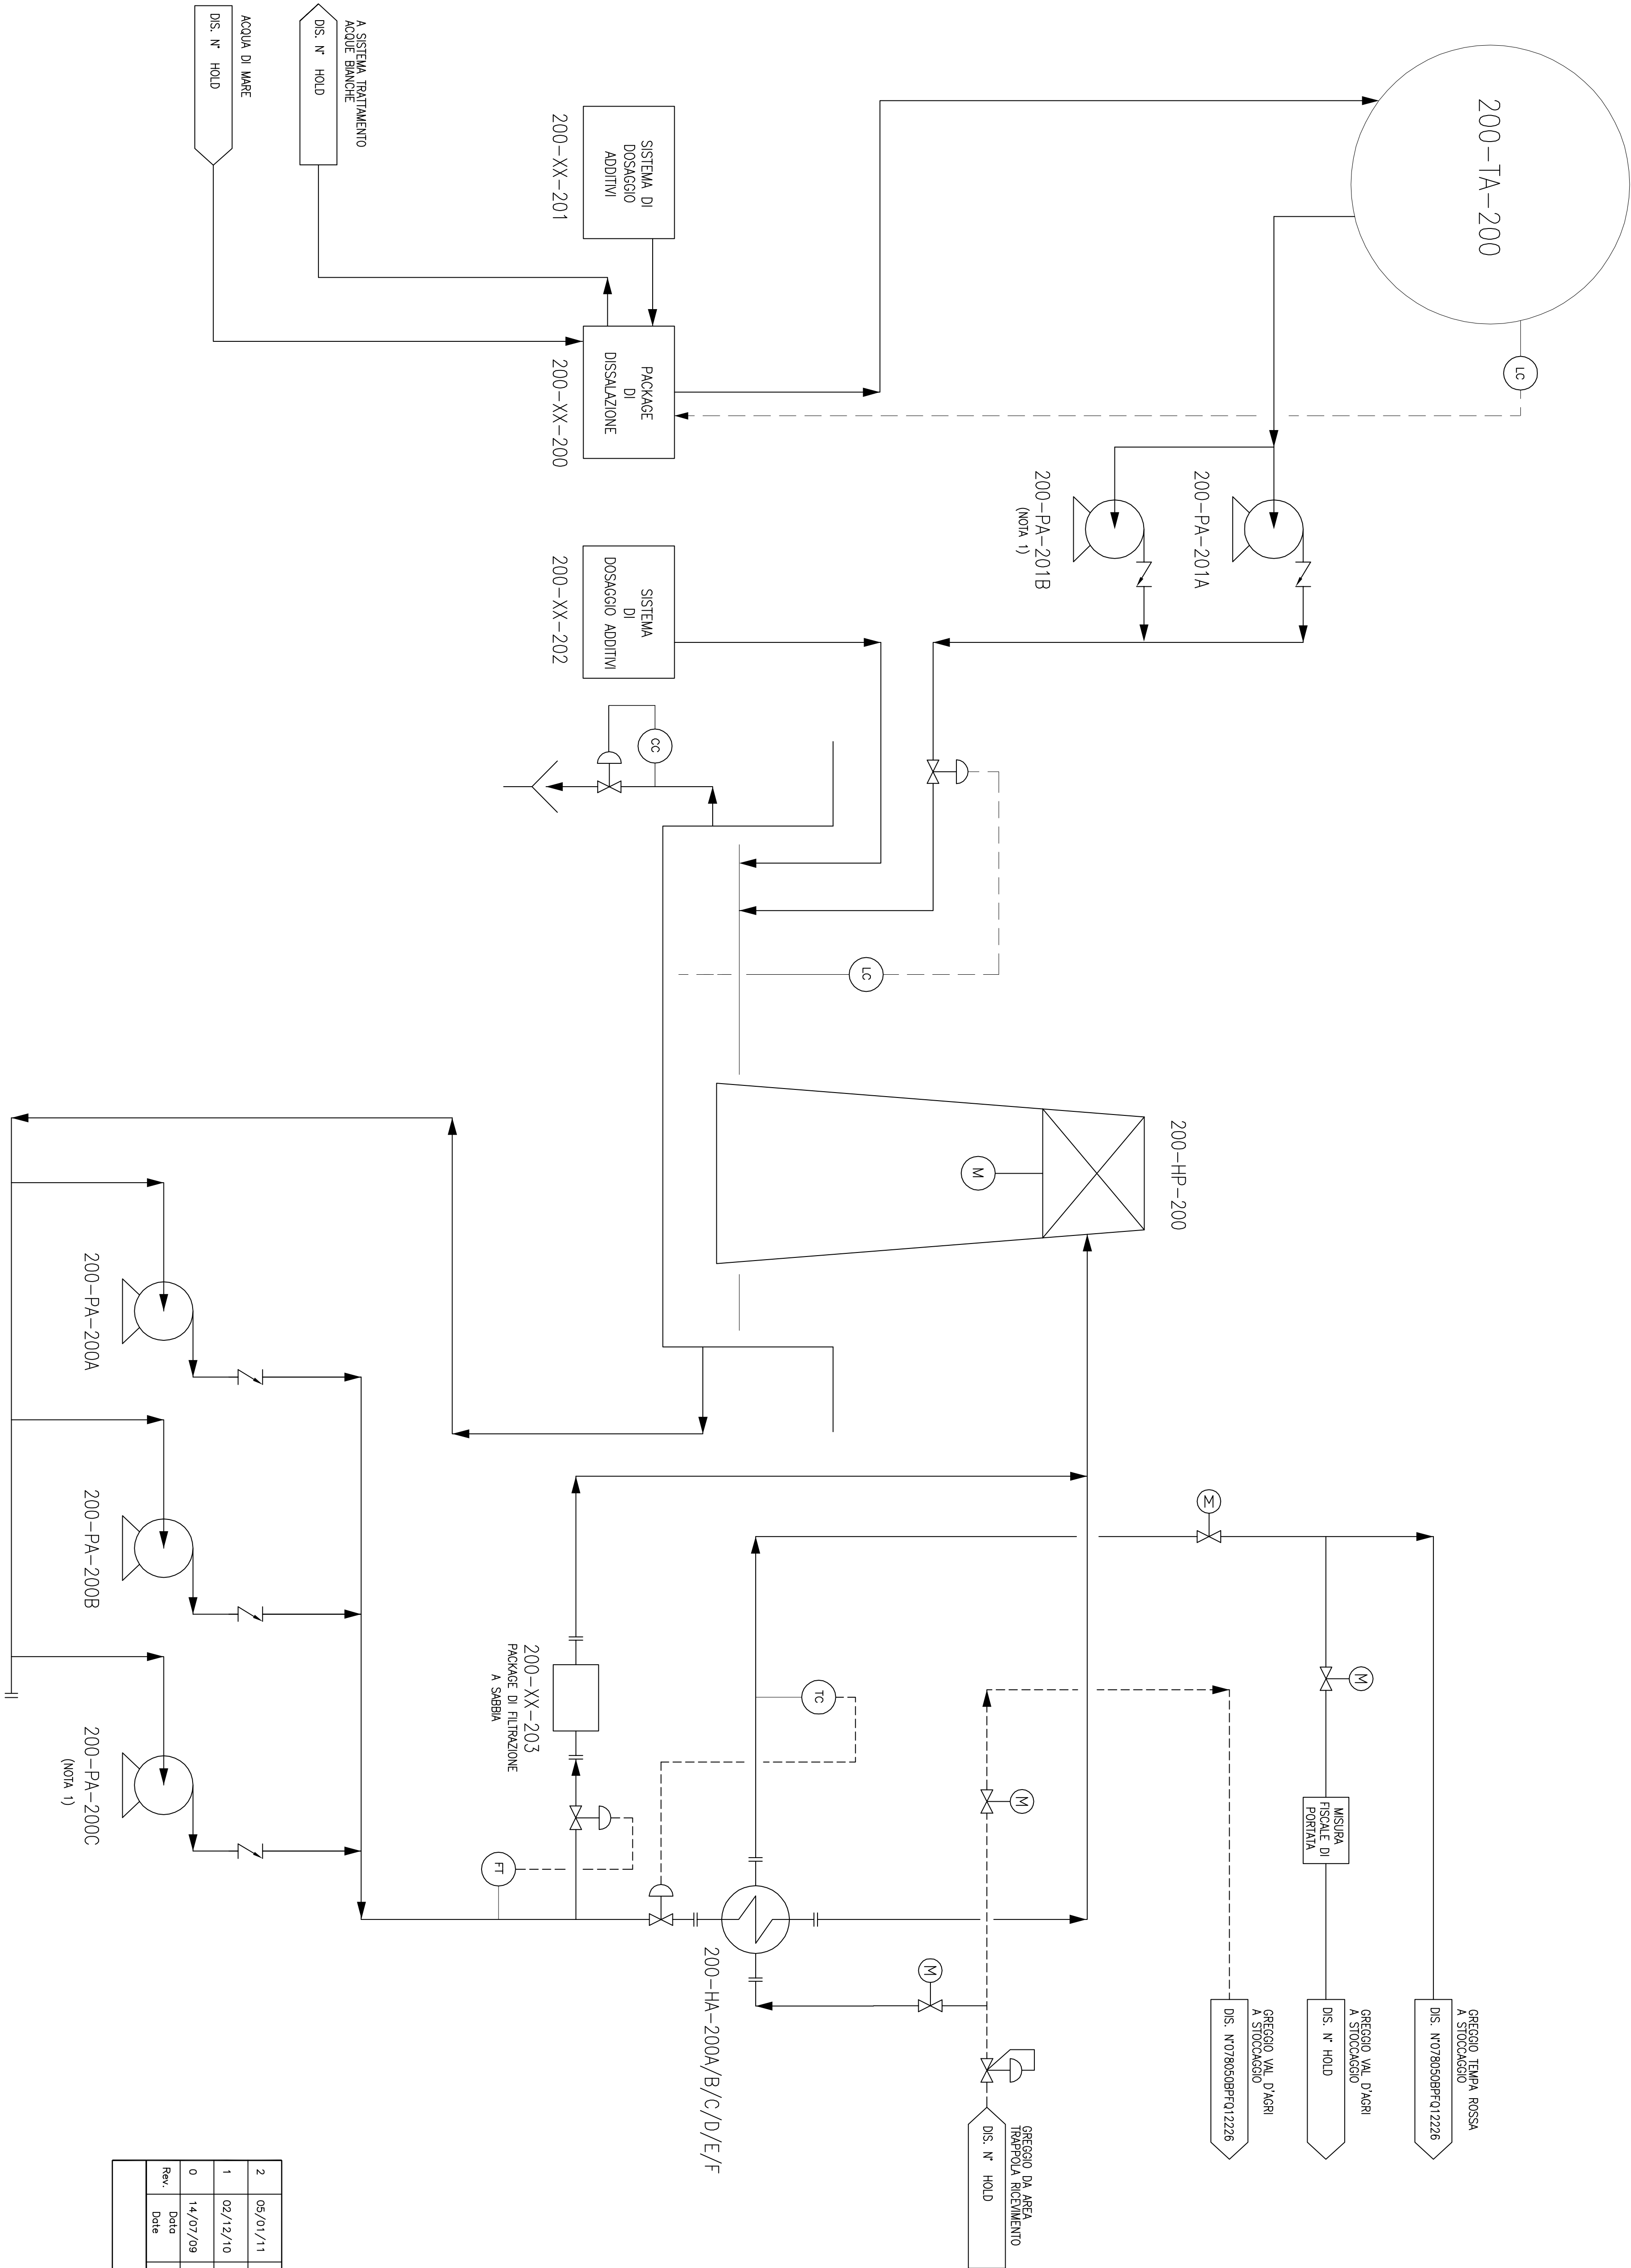 200-TA-200
LC
200-PA-201A
200-PA-201B
(NOTA 1)
A SISTEMA TRATTAMENTO
ACQUE BIANCHE
DIS. N° HOLD
ACQUA DI MARE
DIS. N° HOLD
SISTEMA DI
DOSAGGIO
ADDITIVI
200-XX-201
PACKAGE
DI
DISSALAZIONE
200-XX-200
SISTEMA
DI
DOSAGGIO ADDITIVI
200-XX-202
CC
LC
200-HP-200
M
200-PA-200A
200-PA-200B
200-PA-200C
(NOTA 1)
M
M
MISURA
FISCALE DI
PORTATA
TC
M
M
200-XX-203
PACKAGE DI FILTRAZIONE
A SABBIA
FT
200-HA-200A/B/C/D/E/F
GREGGIO TEMPA ROSSA
A STOCCAGGIO
DIS. N°078050BPFQ12226
GREGGIO VAL D'AGRI
A STOCCAGGIO
DIS. N° HOLD
GREGGIO VAL D'AGRI
A STOCCAGGIO
DIS. N°078050BPFQ12226
GREGGIO DA AREA
TRAPPOLA RICEVIMENTO
DIS. N° HOLD
2 05/01/11
1 02/12/10
0 14/07/09
Rev. Data
Date